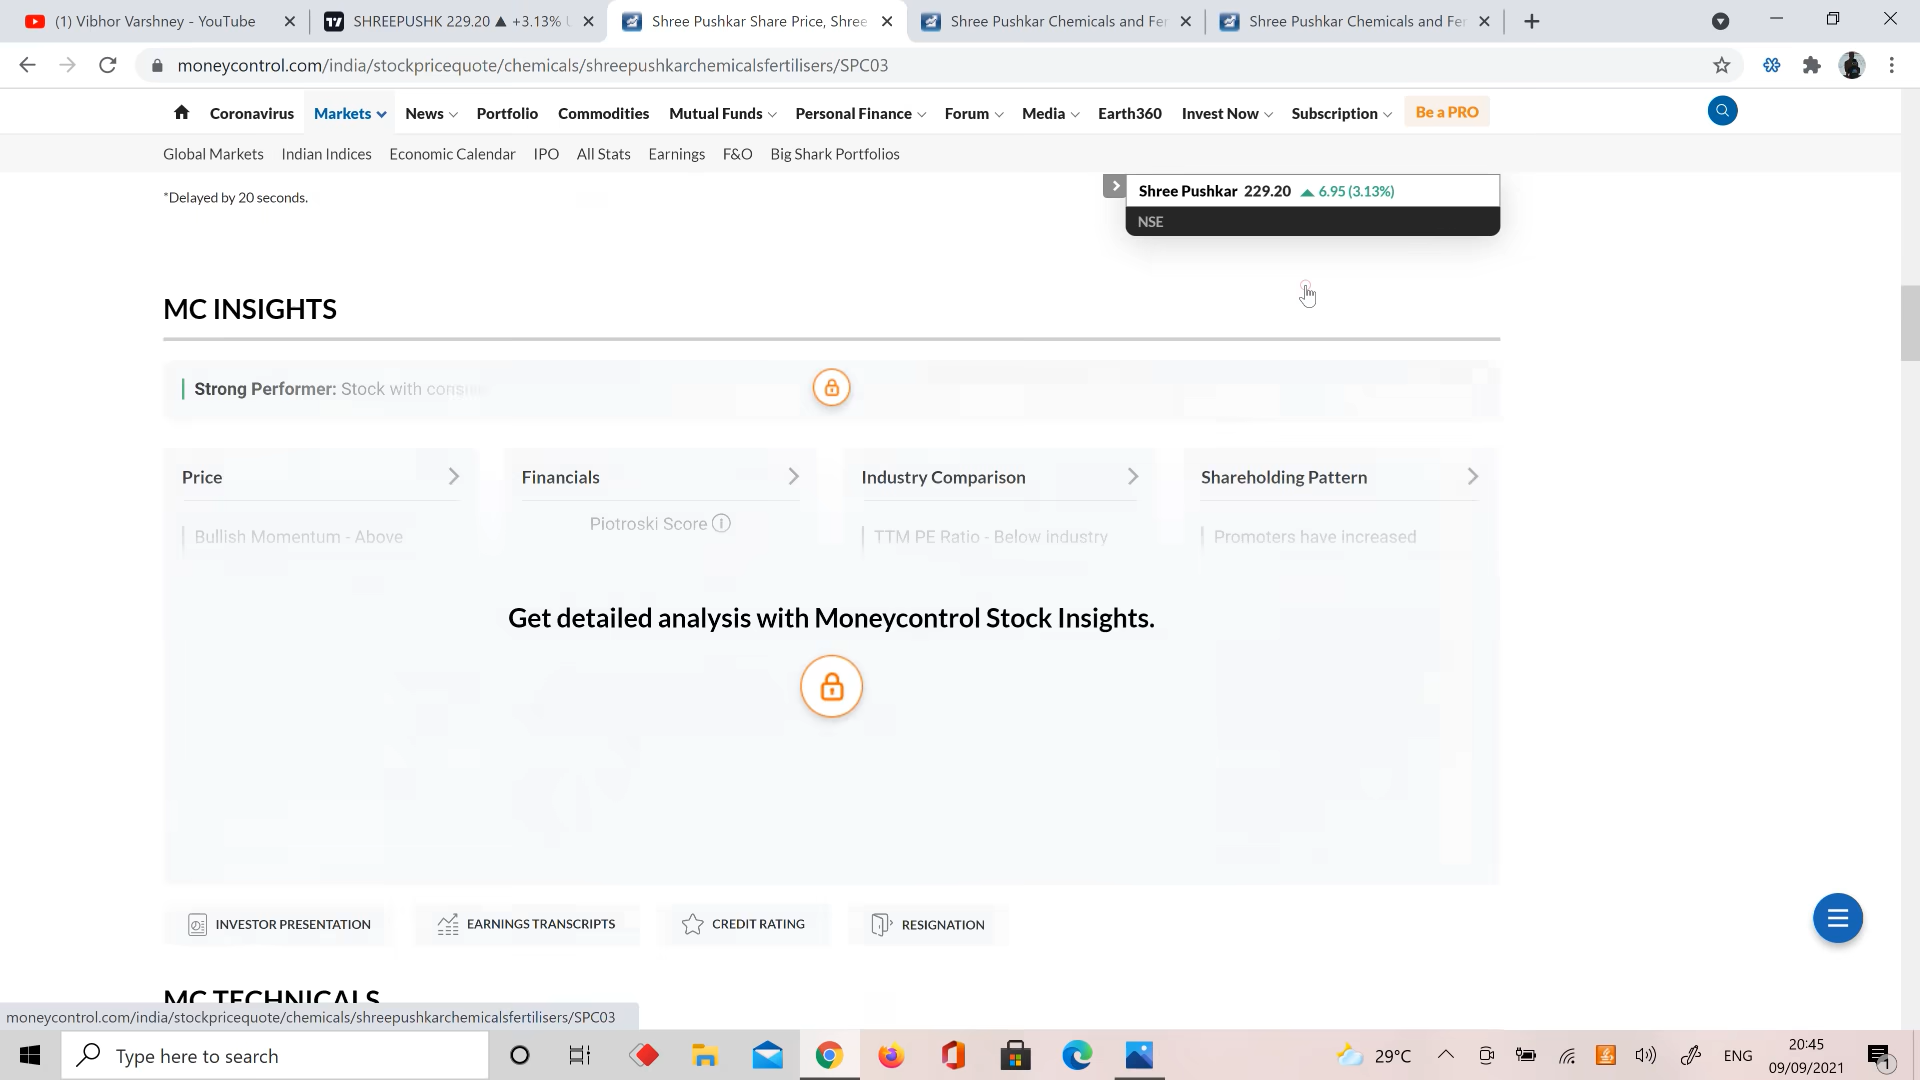 (1) Vibhor Varshney - YouTube
SHREEPUSHK 229.20 ▲ +3.13%
Shree Pushkar Share Price, Shree
Shree Pushkar Chemicals and Fer
Shree Pushkar Chemicals and Fer
moneycontrol.com/india/stockpricequote/chemicals/shreepushkarchemicalsfertilisers/SPC03
Coronavirus Markets News Portfolio Commodities Mutual Funds Personal Finance Forum Media Earth360 Invest Now Subscription Be a PRO
Global Markets Indian Indices Economic Calendar IPO All Stats Earnings F&O Big Shark Portfolios
*Delayed by 20 seconds.
Shree Pushkar 229.20 ▲ 6.95 (3.13%)
NSE
MC INSIGHTS
Strong Performer: Stock with consi
Price
Financials
Industry Comparison
Shareholding Pattern
Piotroski Score
Bullish Momentum - Above
TTM PE Ratio - Below industry
Promoters have increased
Get detailed analysis with Moneycontrol Stock Insights.
INVESTOR PRESENTATION
EARNINGS TRANSCRIPTS
CREDIT RATING
RESIGNATION
MC TECHNICALS
moneycontrol.com/india/stockpricequote/chemicals/shreepushkarchemicalsfertilisers/SPC03
Type here to search
29°C
ENG
20:45
09/09/2021
1